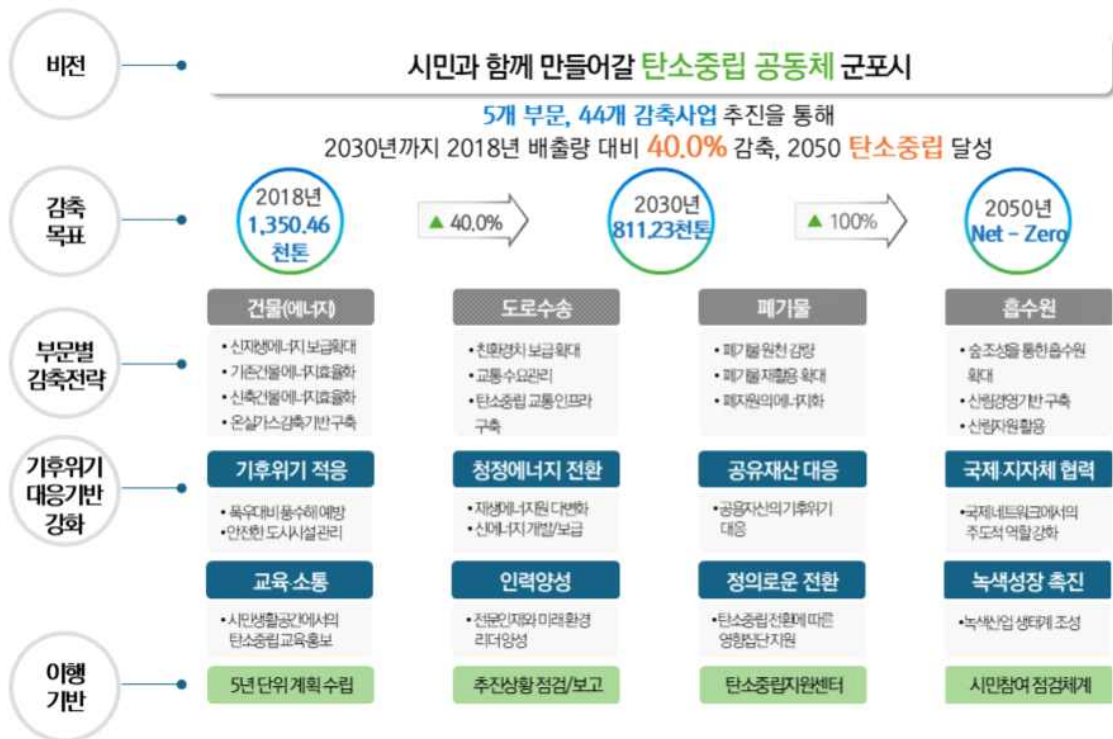 비전
시민과 함께 만들어갈 탄소중립 공동체 군포시
5개 부문, 44개 감축사업 추진을 통해
2030년까지 2018년 배출량 대비 40.0% 감축, 2050 탄소중립 달성
감축
목표
2018년
1,350.46
천톤
▲ 40.0%
2030년
811.23천톤
▲ 100%
2050년
Net - Zero
부문별
감축전략
건물(에너지)
• 신재생에너지 보급확대
• 기존건물 에너지효율화
• 신축건물 에너지효율화
• 온실가스 감축기반 구축
도로수송
• 친환경차 보급 확대
• 교통 수요관리
• 탄소중립 교통 인프라
구축
폐기물
• 폐기물 원천 감량
• 폐기물 재활용 확대
• 폐자원의 에너지화
흡수원
• 숲 조성을 통한 흡수원
확대
• 산림경영기반 구축
• 산림자원 활용
기후위기
대응기반
강화
기후위기 적응
• 폭우대비 풍수해 예방
• 안전한 도시시설 관리
청정에너지 전환
• 재생에너지원 다변화
• 신에너지 개발/보급
공유재산 대응
• 공용자산의 기후위기
대응
국제 지자체 협력
• 국제네트워크에서의
주도적 역할 강화
교육·소통
• 시민생활공간에서의
탄소중립 교육홍보
인력양성
• 전문인재와 미래 환경
리더 양성
정의로운 전환
• 탄소중립 전환에 따른
영향집단 지원
녹색성장 촉진
• 녹색산업 생태계 조성
이행
기반
5년 단위 계획 수립
추진상황 점검/보고
탄소중립지원센터
시민참여 점검체계